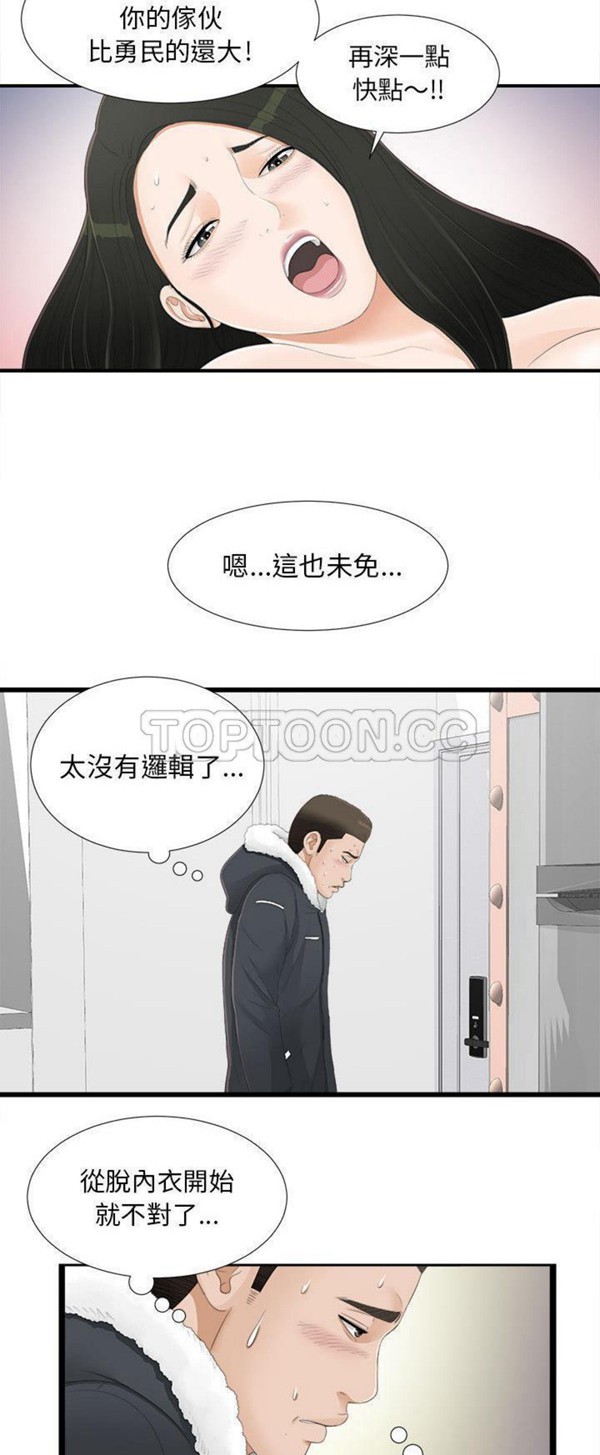 你的傢伙
比勇民的還大!
再深一點
快點～!!
嗯...這也未免...
TOPTOON.CC
太沒有邏輯了...
從脫內衣開始
就不對了...